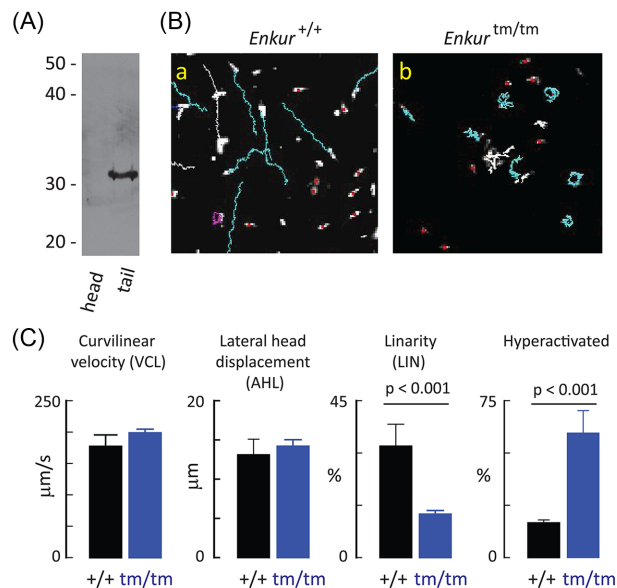 (A)
50 -
40 -
30 -
20 -
head
tail
(B)
Enkur+/+
Enkurtm/tm
a
b
(C)
Curvilinear
velocity (VCL)
250
μm/s
0
+/+ tm/tm
Lateral head
displacement
(AHL)
20
μm
0
+/+ tm/tm
Linarity
(LIN)
p < 0.001
45
%
0
+/+ tm/tm
Hyperactivated
p < 0.001
75
%
0
+/+ tm/tm